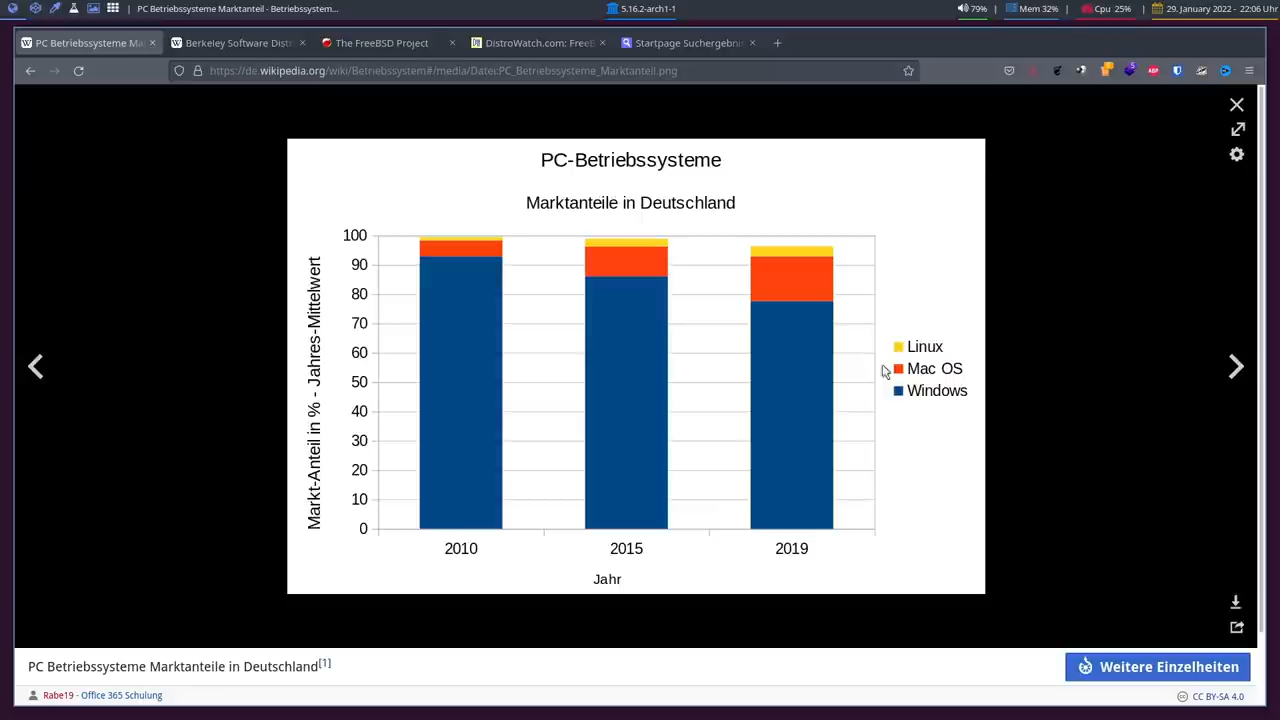 PC Betriebssysteme Marktanteil - Betriebssystem...
5.16.2-arch1-1
79%
Mem 32%
Cpu 25%
29. January 2022 - 22:06 Uhr
PC Betriebssysteme Ma
Berkeley Software Distr
The FreeBSD Project
DistroWatch.com: FreeB
Startpage Suchergebnis
https://de.wikipedia.org/wiki/Betriebssystem#/media/Datei:PC_Betriebssysteme_Marktanteil.png
5
ABP
PC-Betriebssysteme
Marktanteile in Deutschland
Markt-Anteil in % - Jahres-Mittelwert
100
90
80
70
60
50
40
30
20
10
0
2010
2015
2019
Jahr
Linux
Mac OS
Windows
PC Betriebssysteme Marktanteile in Deutschland[1]
Weitere Einzelheiten
Rabe19 - Office 365 Schulung
CC BY-SA 4.0